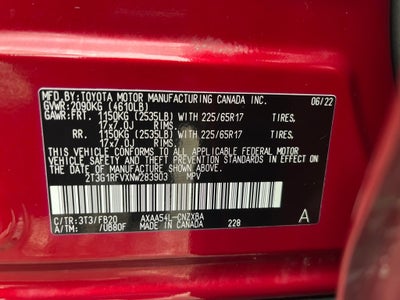 MFD.BY:TOYOTA MOTOR MANUFACTURING CANADA INC. 06/22
GVWR: 2090KG (4610LB)
GAWR:FRT. 1150KG (2535LB)WITH 225/65R17 TIRES.
17x7.0J RIMS.
RR. 1150KG (2535LB)WITH 225/65R17 TIRES.
17x7.0J RIMS.
THIS VEHICLE CONFORMS TO ALL APPLICABLE FEDERAL MOTOR
VEHICLE SAFETY STANDARDS IN EFFECT ON THE DATE OF
MANUFACTURE SHOWN ABOVE.
2T3G1RFVXNW283903 MPV
C/TR:3T3/FB20 AXAA54L-CNZXBA A
A/TM: /UB80F MADE IN CANADA 228